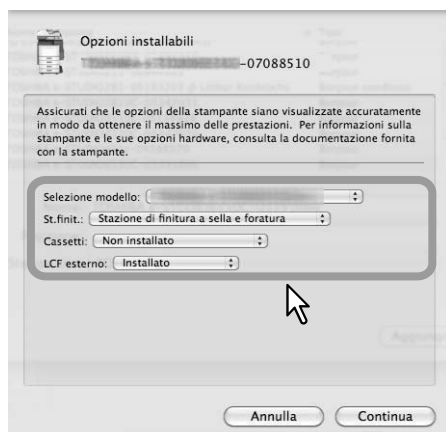 Opzioni installabili
-07088510
Assicurati che le opzioni della stampante siano visualizzate accuratamente
in modo da ottenere il massimo delle prestazioni. Per informazioni sulla
stampante e le sue opzioni hardware, consulta la documentazione fornita
con la stampante.
Selezione modello:
St.finit.: Stazione di finitura a sella e foratura
Cassetti: Non installato
LCF esterno: Installato
Annulla Continua